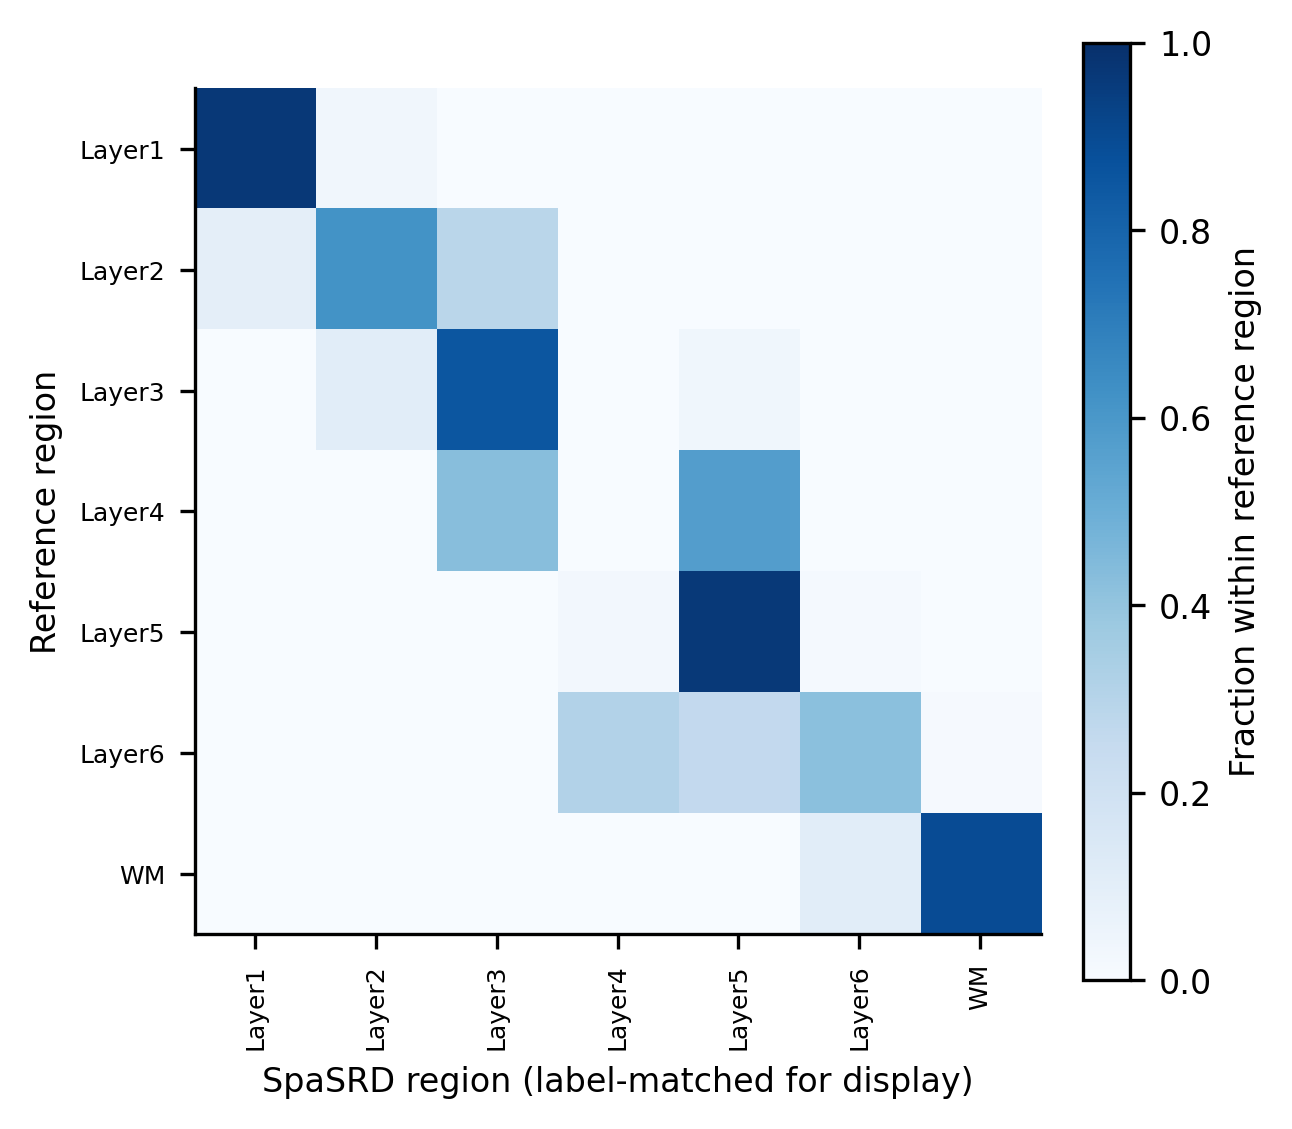 Reference region
Layer1
Layer2
Layer3
Layer4
Layer5
Layer6
WM
Layer1
Layer2
Layer3
Layer4
Layer5
Layer6
WM
SpaSRD region (label-matched for display)
1.0
0.8
0.6
0.4
0.2
0.0
Fraction within reference region